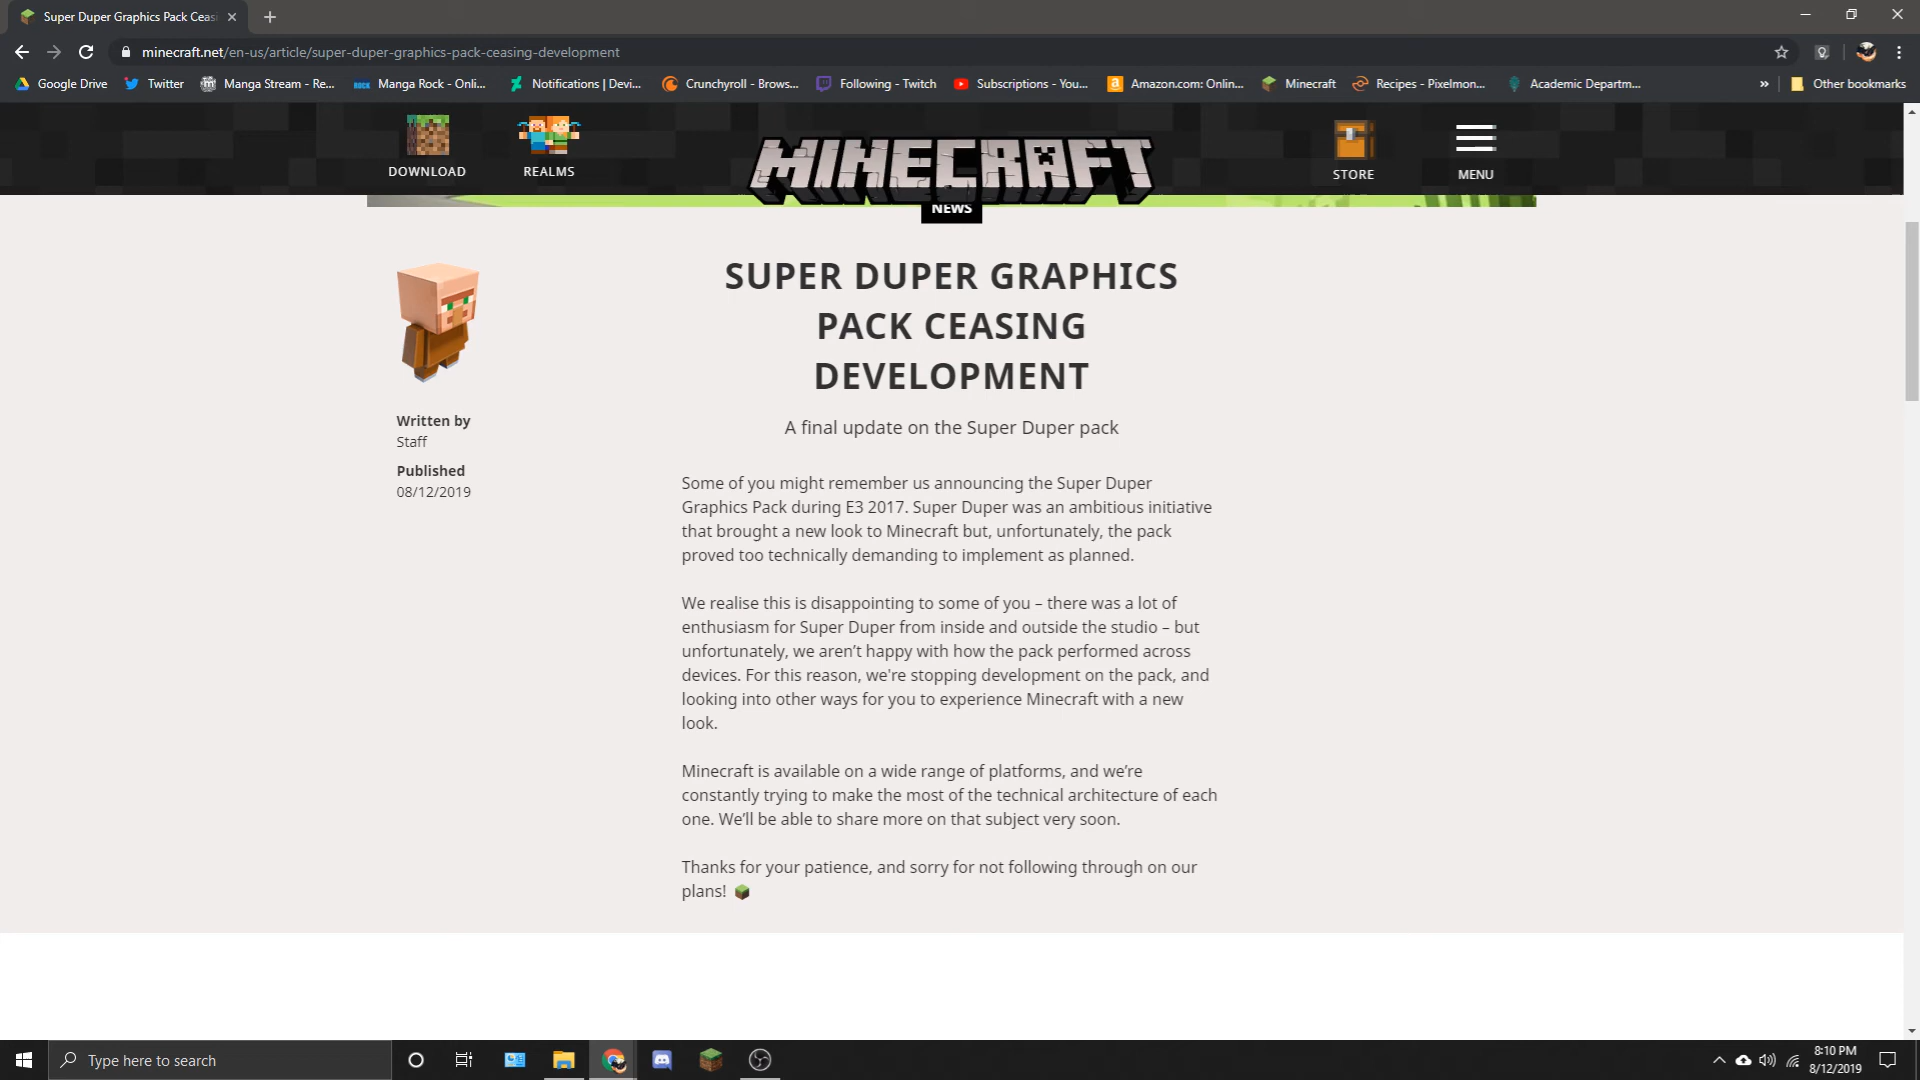 Super Duper Graphics Pack Ceasi
minecraft.net/en-us/article/super-duper-graphics-pack-ceasing-development
Google Drive
Twitter
Manga Stream - Re...
ROCK
Manga Rock - Onli...
Notifications | Devi...
Crunchyroll - Brows...
Following - Twitch
Subscriptions - You...
Amazon.com: Onlin...
Minecraft
Recipes - Pixelmon...
Academic Departm...
Other bookmarks
DOWNLOAD
REALMS
MINECRAFT
STORE
MENU
NEWS
SUPER DUPER GRAPHICS
PACK CEASING
DEVELOPMENT
A final update on the Super Duper pack
Written by
Staff
Published
08/12/2019
Some of you might remember us announcing the Super Duper
Graphics Pack during E3 2017. Super Duper was an ambitious initiative
that brought a new look to Minecraft but, unfortunately, the pack
proved too technically demanding to implement as planned.
We realise this is disappointing to some of you – there was a lot of
enthusiasm for Super Duper from inside and outside the studio – but
unfortunately, we aren’t happy with how the pack performed across
devices. For this reason, we're stopping development on the pack, and
looking into other ways for you to experience Minecraft with a new
look.
Minecraft is available on a wide range of platforms, and we’re
constantly trying to make the most of the technical architecture of each
one. We’ll be able to share more on that subject very soon.
Thanks for your patience, and sorry for not following through on our
plans!
Type here to search
8:10 PM
8/12/2019